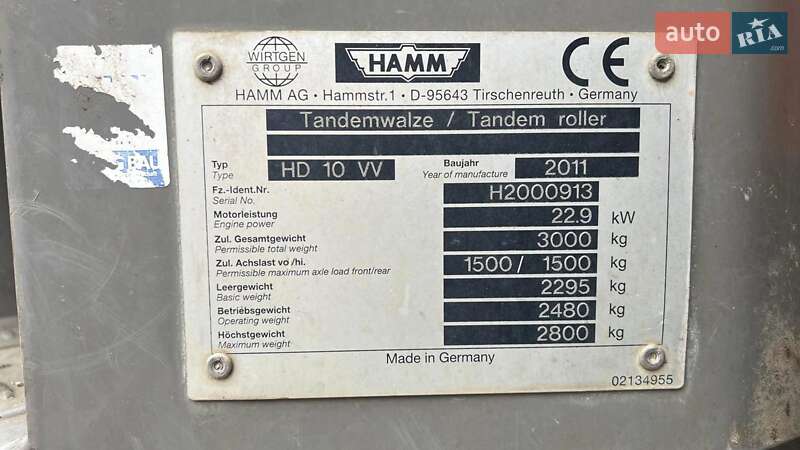 auto RIA.com
WIRTGEN GROUP
HAMM
CE
HAMM AG • Hammstr.1 • D-95643 Tirschenreuth • Germany
Tandemwalze / Tandem roller
Typ HD 10 VV Baujahr 2011
Type Year of manufacture
Fz.-Ident.Nr. H2000913
Serial No.
Motorleistung 22.9 kW
Engine power
Zul. Gesamtgewicht 3000 kg
Permissible total weight
Zul. Achslast vo /hi. 1500 / 1500 kg
Permissible maximum axle load front/rear
Leergewicht 2295 kg
Basic weight
Betriebsgewicht 2480 kg
Operating weight
Höchstgewicht 2800 kg
Maximum weight
Made in Germany
02134955